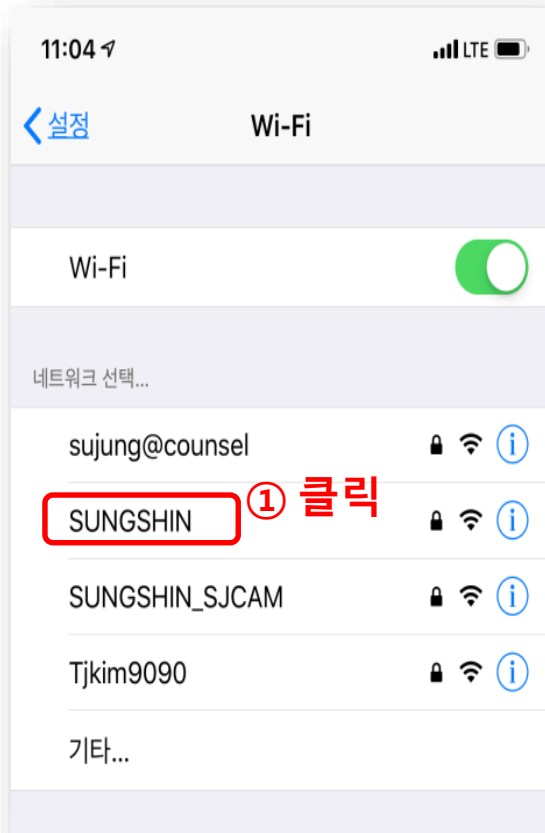 11:04 LTE
설정 Wi-Fi
Wi-Fi
네트워크 선택...
sujung@counsel
SUNGSHIN ① 클릭
SUNGSHIN_SJCAM
Tjkim9090
기타...